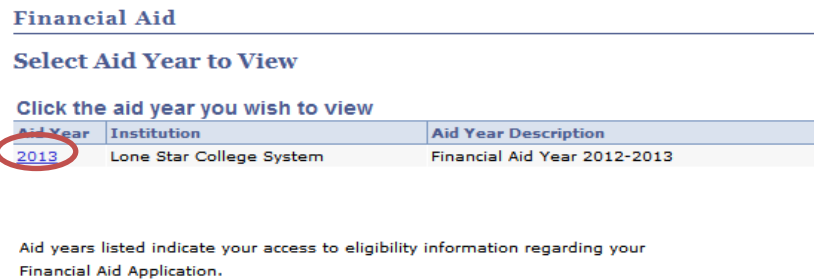 Financial Aid
Select Aid Year to View
Click the aid year you wish to view
Aid Year Institution Aid Year Description
2013 Lone Star College System Financial Aid Year 2012-2013
Aid years listed indicate your access to eligibility information regarding your
Financial Aid Application.